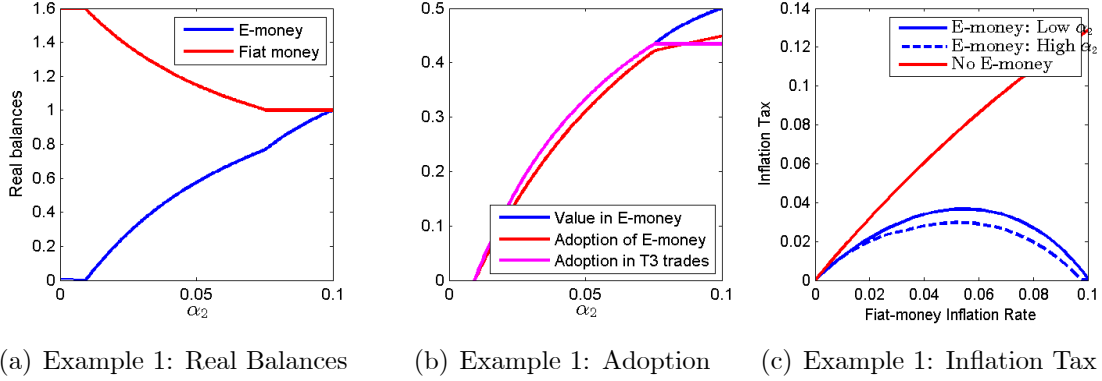 1.6
1.4
1.2
1
0.8
0.6
0.4
0.2
0
Real balances
E-money
Fiat money
0
0.05
0.1
α₂
(a) Example 1: Real Balances
0.5
0.4
0.3
0.2
0.1
0
Value in E-money
Adoption of E-money
Adoption in T3 trades
0
0.05
0.1
α₂
(b) Example 1: Adoption
0.14
0.12
0.1
0.08
0.06
0.04
0.02
0
Inflation Tax
E-money: Low α₂
E-money: High α₂
No E-money
0
0.02
0.04
0.06
0.08
0.1
Fiat-money Inflation Rate
(c) Example 1: Inflation Tax